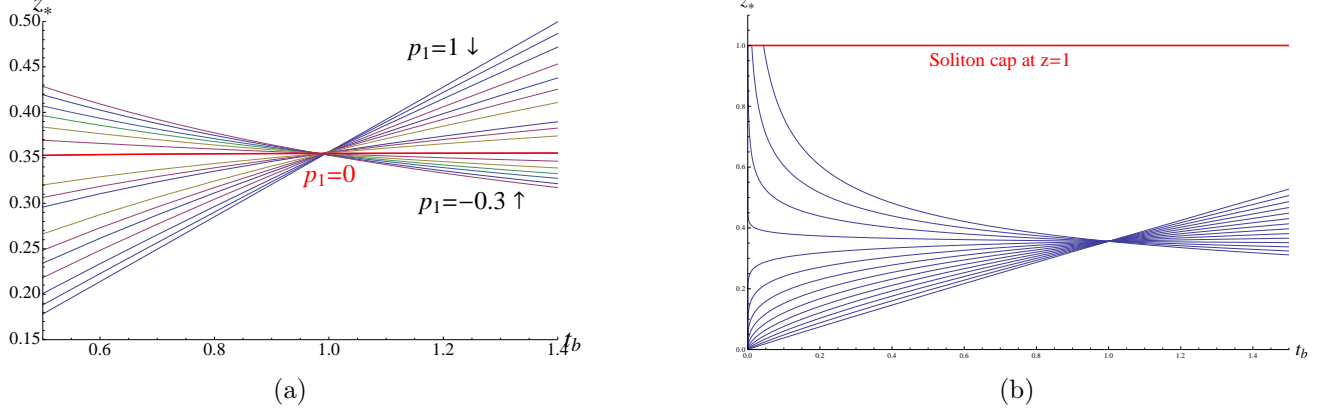 z*
0.50
0.45
0.40
0.35
0.30
0.25
0.20
0.15
p₁=1 ↓
p₁=0
p₁=−0.3 ↑
0.6 0.8 1.0 1.2 1.4
t_b
(a)
z*
1.0
0.8
0.6
0.4
0.2
0.0
Soliton cap at z=1
0.0 0.2 0.4 0.6 0.8 1.0 1.2 1.4
t_b
(b)